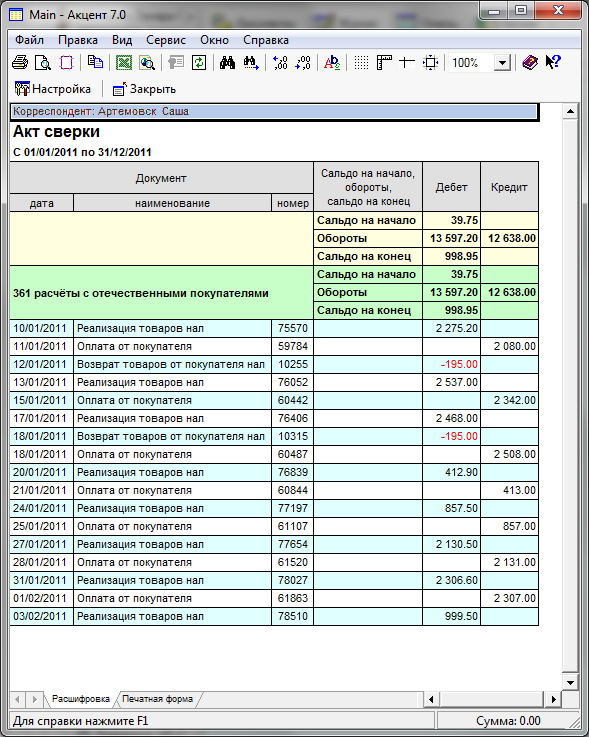 Main - Акцент 7.0
Файл Правка Вид Сервис Окно Справка
100%
Настройка Закрыть
Корреспондент: Артемовск Саша
Акт сверки
С 01/01/2011 по 31/12/2011
Документ Сальдо на начало, обороты, сальдо на конец Дебет Кредит
дата наименование номер
Сальдо на начало 39.75
Обороты 13 597.20 12 638.00
Сальдо на конец 998.95
Сальдо на начало 39.75
361 расчёты с отечественными покупателями Обороты 13 597.20 12 638.00
Сальдо на конец 998.95
10/01/2011 Реализация товаров нал 75570 2 275.20
11/01/2011 Оплата от покупателя 59784 2 080.00
12/01/2011 Возврат товаров от покупателя нал 10255 -195.00
13/01/2011 Реализация товаров нал 76052 2 537.00
15/01/2011 Оплата от покупателя 60442 2 342.00
17/01/2011 Реализация товаров нал 76406 2 468.00
18/01/2011 Возврат товаров от покупателя нал 10315 -195.00
18/01/2011 Оплата от покупателя 60487 2 508.00
20/01/2011 Реализация товаров нал 76839 412.90
21/01/2011 Оплата от покупателя 60844 413.00
24/01/2011 Реализация товаров нал 77197 857.50
25/01/2011 Оплата от покупателя 61107 857.00
27/01/2011 Реализация товаров нал 77654 2 130.50
28/01/2011 Оплата от покупателя 61520 2 131.00
31/01/2011 Реализация товаров нал 78027 2 306.60
01/02/2011 Оплата от покупателя 61863 2 307.00
03/02/2011 Реализация товаров нал 78510 999.50
Расшифровка Печатная форма
Для справки нажмите F1 Сумма: 0.00